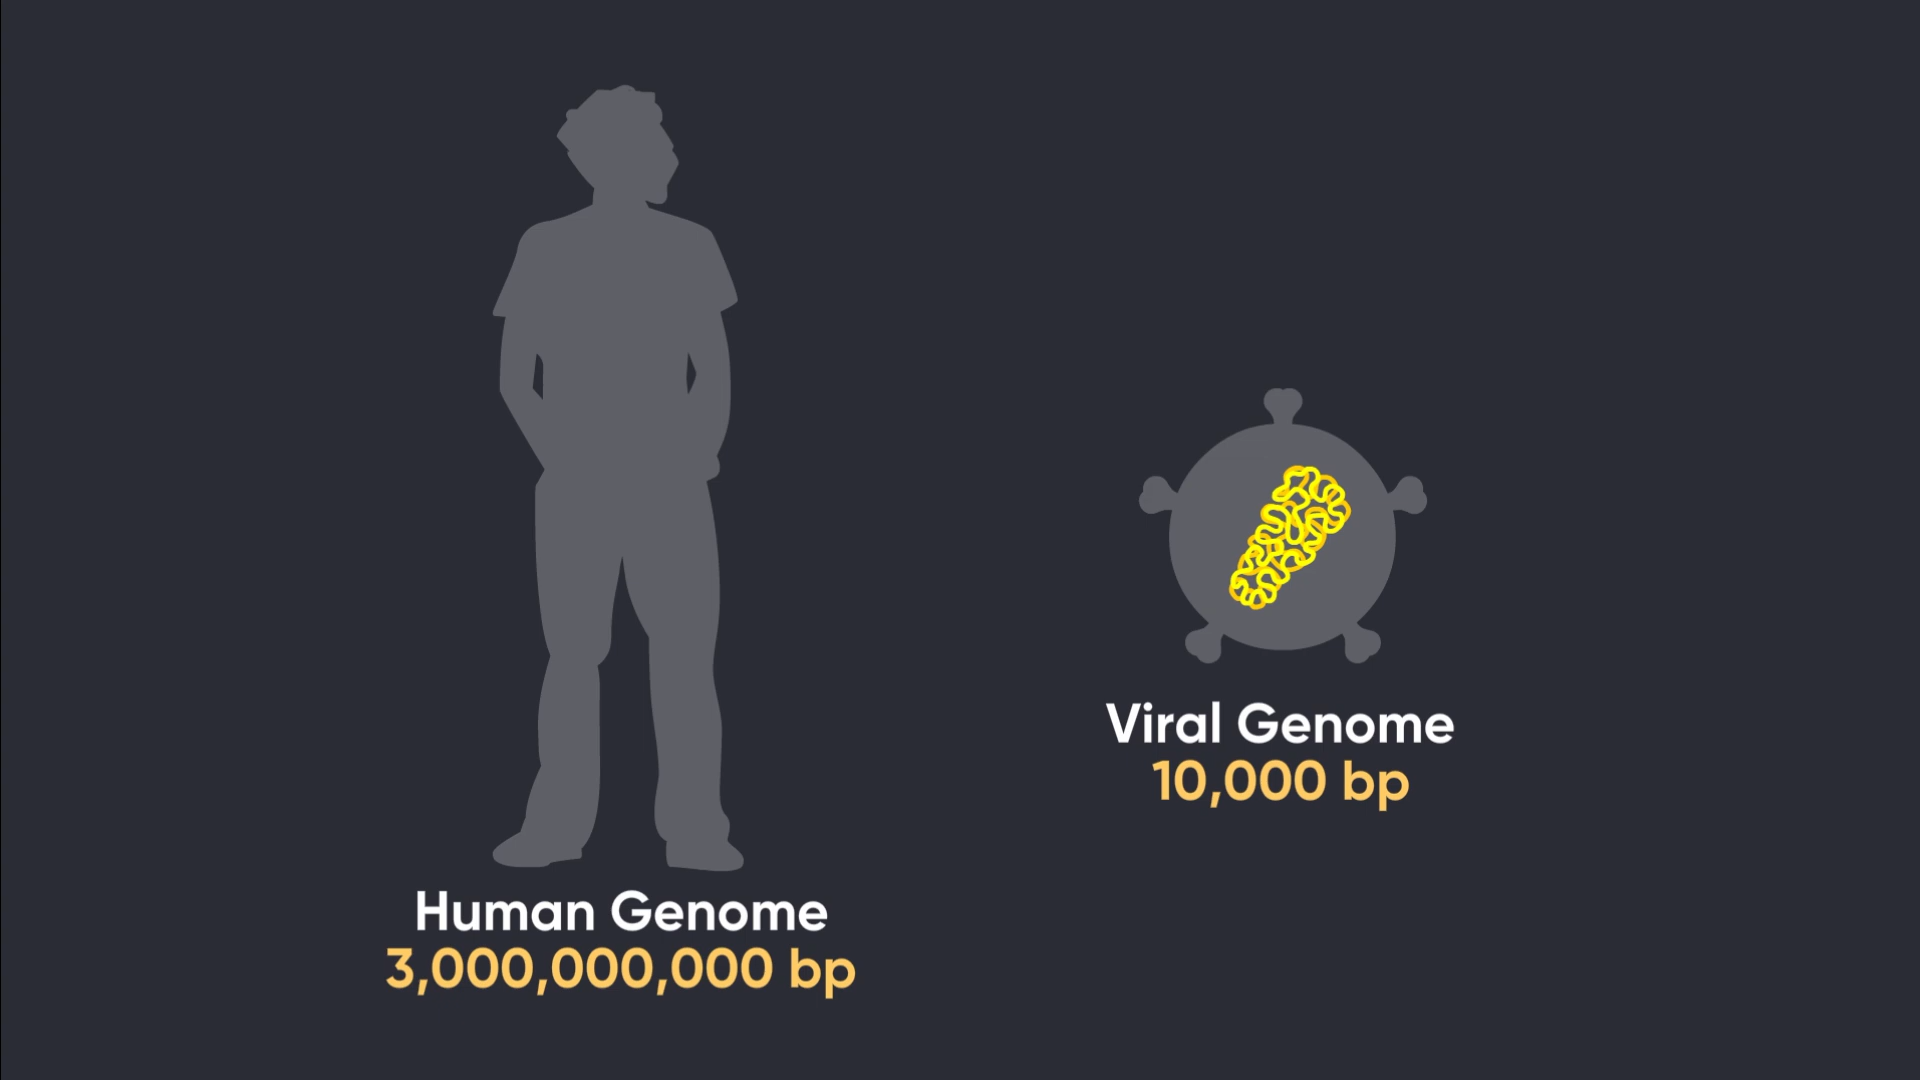 Human Genome
3,000,000,000 bp
Viral Genome
10,000 bp